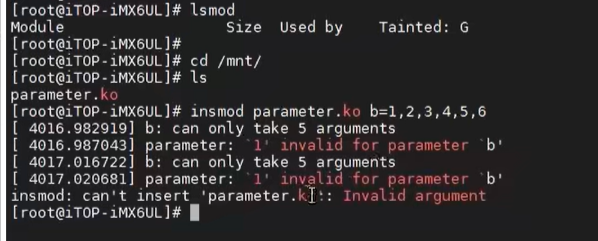 [root@iTOP-iMX6UL]# lsmod
Module Size Used by Tainted: G
[root@iTOP-iMX6UL]#
[root@iTOP-iMX6UL]# cd /mnt/
[root@iTOP-iMX6UL]# ls
parameter.ko
[root@iTOP-iMX6UL]# insmod parameter.ko b=1,2,3,4,5,6
[ 4016.982919] b: can only take 5 arguments
[ 4016.987043] parameter: `1' invalid for parameter `b'
[ 4017.016722] b: can only take 5 arguments
[ 4017.020681] parameter: `1' invalid for parameter `b'
insmod: can't insert 'parameter.ko': Invalid argument
[root@iTOP-iMX6UL]#